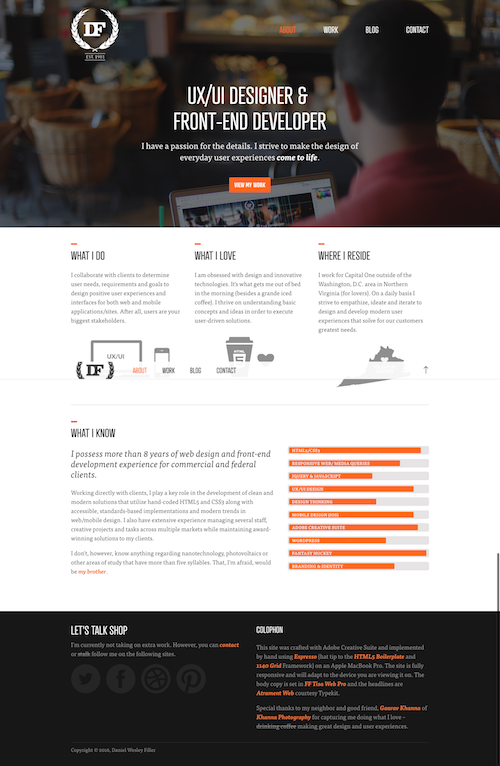 DF
EST. 1981
ABOUT WORK BLOG CONTACT
UX/UI DESIGNER &
FRONT-END DEVELOPER
I have a passion for the details. I strive to make the design of
everyday user experiences come to life.
VIEW MY WORK
WHAT I DO
I collaborate with clients to determine
user needs, requirements and goals to
design positive user experiences and
interfaces for both web and mobile
applications/sites. After all, users are your
biggest stakeholders.
WHAT I LOVE
I am obsessed with design and innovative
technologies. It's what gets me out of bed
in the morning (besides a grande iced
coffee). I thrive on understanding basic
concepts and ideas in order to execute
user-driven solutions.
WHERE I RESIDE
I work for Capital One outside of the
Washington, D.C. area in Northern
Virginia (for lovers). On a daily basis I
strive to empathize, ideate and iterate to
design and develop modern user
experiences that solve for our customers
greatest needs.
UX/UI
HTML
DF ABOUT WORK BLOG CONTACT
WHAT I KNOW
I possess more than 8 years of web design and front-end
development experience for commercial and federal
clients.
Working directly with clients, I play a key role in the development of clean and
modern solutions that utilize hand-coded HTML5 and CSS3 along with
accessible, standards-based implementations and modern trends in
web/mobile design. I also have extensive experience managing several staff,
creative projects and tasks across multiple markets while maintaining award-
winning solutions to my clients.
I don't, however, know anything regarding nanotechnology, photovoltaics or
other areas of study that have more than five syllables. That, I'm afraid, would
be my brother.
HTML5/CSS3
RESPONSIVE WEB/ MEDIA QUERIES
JQUERY & JAVASCRIPT
UX/UI DESIGN
DESIGN THINKING
MOBILE DESIGN (IOS)
ADOBE CREATIVE SUITE
WORDPRESS
FANTASY HOCKEY
BRANDING & IDENTITY
LET'S TALK SHOP
I'm currently not taking on extra work. However, you can contact
or stalk follow me on the following sites.
COLOPHON
This site was crafted with Adobe Creative Suite and implemented
by hand using Espresso (hat tip to the HTML5 Boilerplate and
1140 Grid Framework) on an Apple MacBook Pro. The site is fully
responsive and will adapt to the device you are viewing it on. The
body copy is set in FF Tisa Web Pro and the headlines are
Atrament Web courtesy Typekit.
Special thanks to my neighbor and good friend, Gaurav Khanna of
Khanna Photography for capturing me doing what I love –
drinking coffee making great design and user experiences.
Copyright © 2016, Daniel Wesley Filler